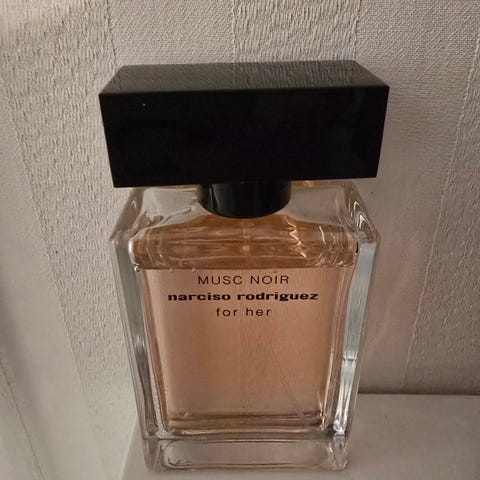 MUSC NOIR
narciso rodriguez
for her